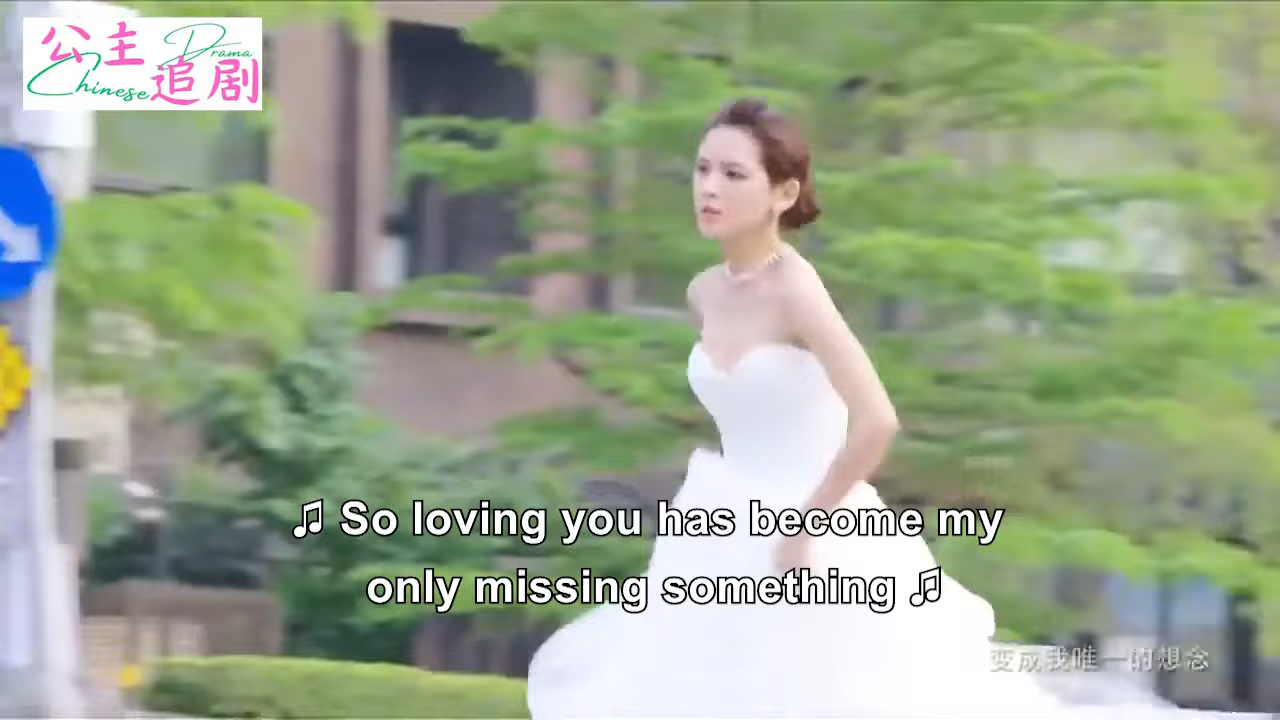 公主 Drama
Chinese 追剧
♫ So loving you has become my
only missing something ♫
变成我唯一的想念